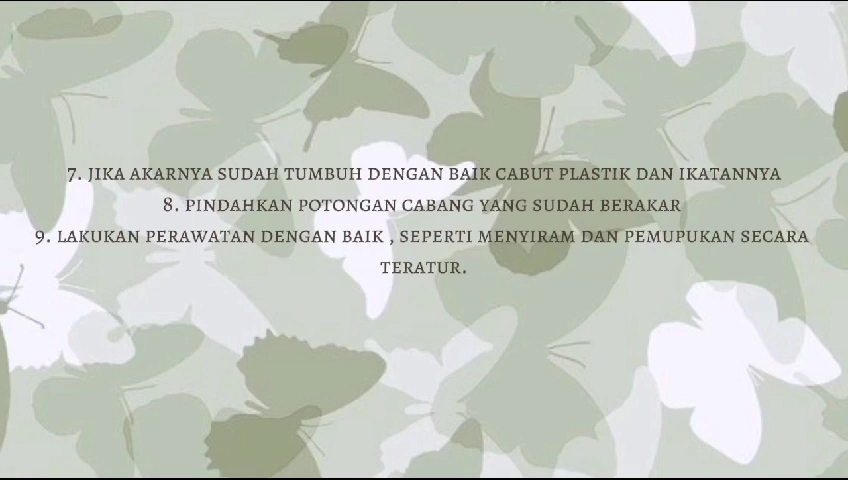 7. JIKA AKARNYA SUDAH TUMBUH DENGAN BAIK CABUT PLASTIK DAN IKATANNYA
8. PINDAHKAN POTONGAN CABANG YANG SUDAH BERAKAR
9. LAKUKAN PERAWATAN DENGAN BAIK , SEPERTI MENYIRAM DAN PEMUPUKAN SECARA
TERATUR.